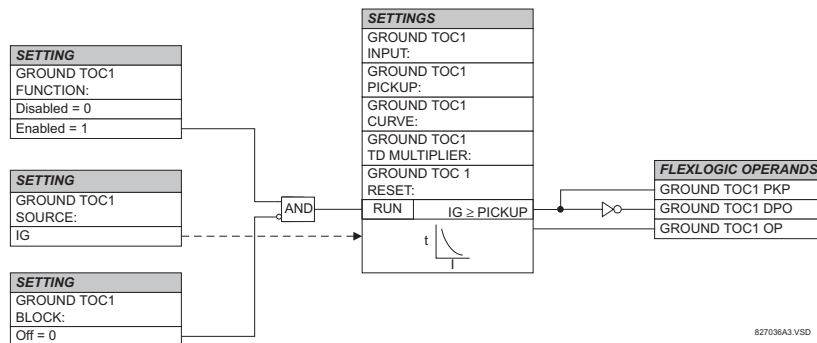 SETTING
GROUND TOC1
FUNCTION:
Disabled = 0
Enabled = 1
SETTING
GROUND TOC1
SOURCE:
IG
SETTING
GROUND TOC1
BLOCK:
Off = 0
AND
SETTINGS
GROUND TOC1
INPUT:
GROUND TOC1
PICKUP:
GROUND TOC1
CURVE:
GROUND TOC1
TD MULTIPLIER:
GROUND TOC 1
RESET:
RUN IG ≥ PICKUP
t
I
FLEXLOGIC OPERANDS
GROUND TOC1 PKP
GROUND TOC1 DPO
GROUND TOC1 OP
827036A3.VSD